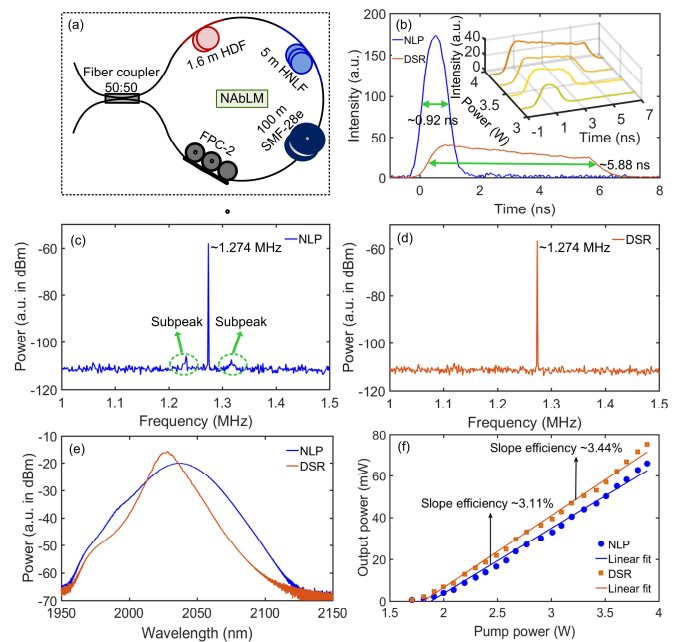 (a)
1.6 m HDF
5 m HNLF
Fiber coupler
50:50
NAbLM
100 m
SMF-28e
FPC-2
(b)
NLP
DSR
Intensity (a.u.)
300
250
200
150
100
50
0
~0.92 ns
~5.88 ns
0
2
4
6
8
Time (ns)
Intensity (a.u.)
40
20
0
4
3.5
3
Power (W)
-1
1
3
5
7
Time (ns)
(c)
NLP
~1.274 MHz
Subpeak
Subpeak
Power (a.u. in dBm)
-60
-80
-100
-120
1
1.1
1.2
1.3
1.4
1.5
Frequency (MHz)
(d)
DSR
~1.274 MHz
Power (a.u. in dBm)
-60
-80
-100
-120
1
1.1
1.2
1.3
1.4
1.5
Frequency (MHz)
(e)
NLP
DSR
Power (a.u. in dBm)
-10
-20
-30
-40
-50
-60
-70
1950
2000
2050
2100
2150
Wavelength (nm)
(f)
Slope efficiency ~3.44%
Slope efficiency ~3.11%
NLP
Linear fit
DSR
Linear fit
Output power (mW)
80
60
40
20
0
1.5
2
2.5
3
3.5
4
Pump power (W)